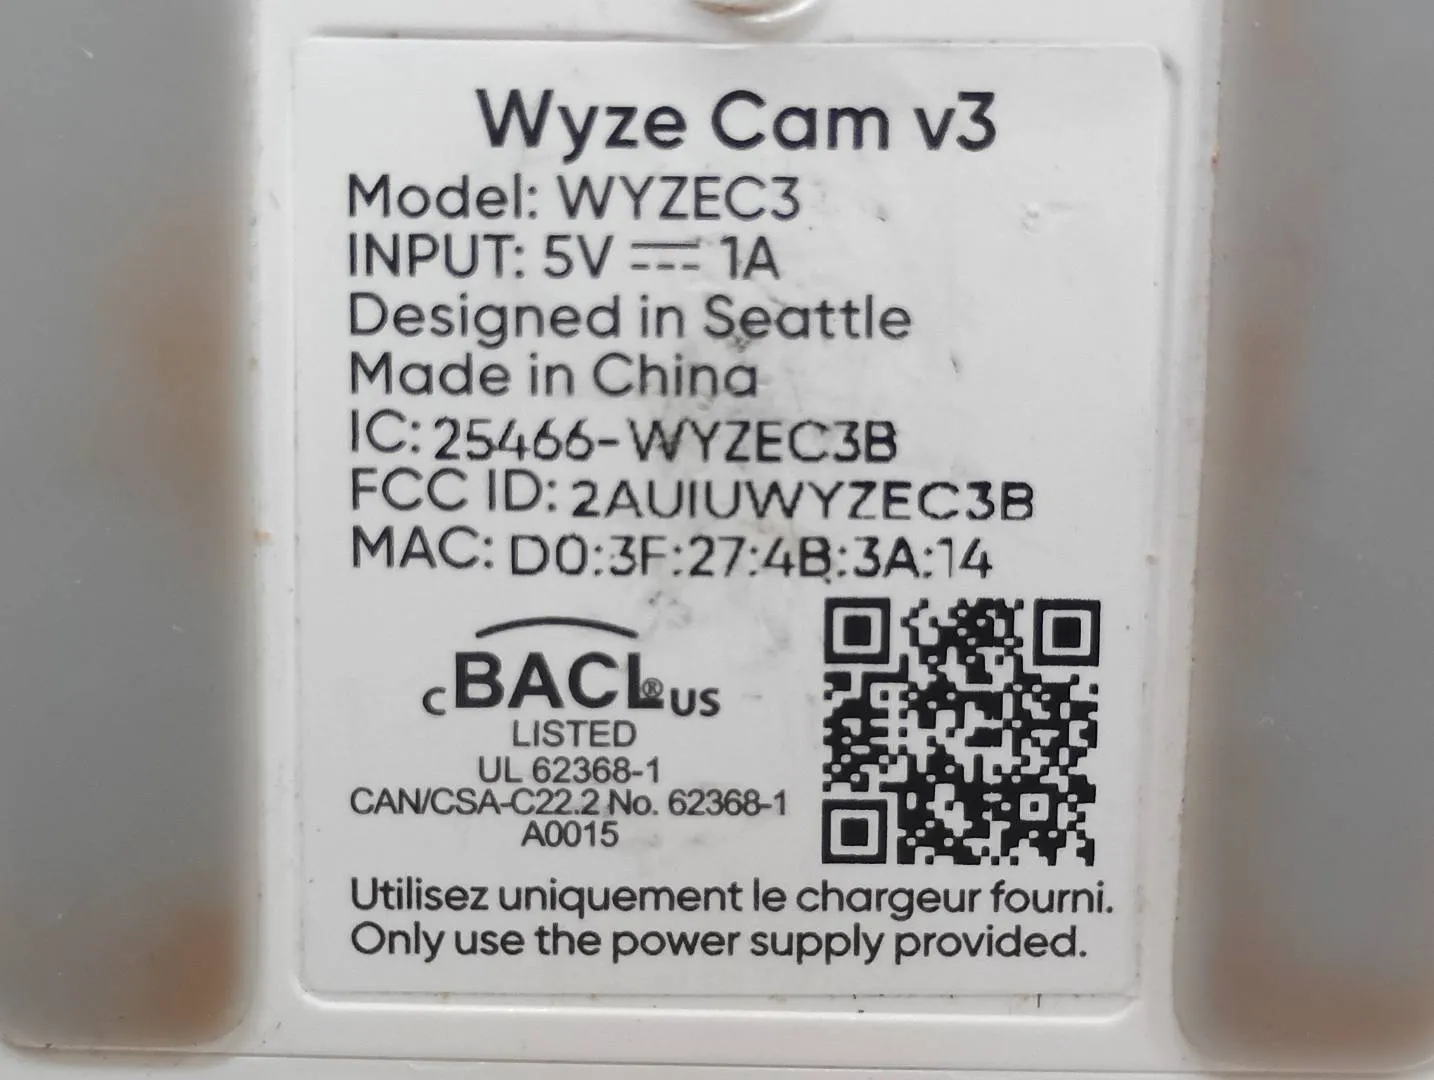 Wyze Cam v3
Model: WYZEC3
INPUT: 5V ⎓ 1A
Designed in Seattle
Made in China
IC: 25466-WYZEC3B
FCC ID: 2AUIUWYZEC3B
MAC: D0:3F:27:4B:3A:14
c BACL® US
LISTED
UL 62368-1
CAN/CSA-C22.2 No. 62368-1
A0015
Utilisez uniquement le chargeur fourni.
Only use the power supply provided.